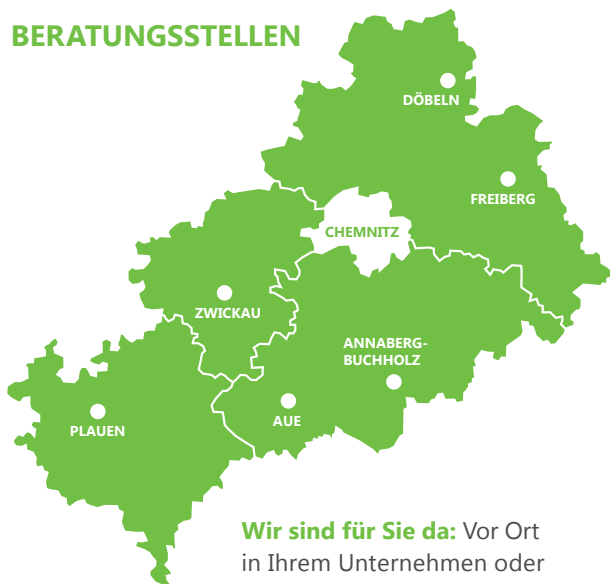 BERATUNGSSTELLEN
DÖBELN
FREIBERG
CHEMNITZ
ZWICKAU
ANNABERG-
BUCHHOLZ
AUE
PLAUEN
Wir sind für Sie da: Vor Ort
in Ihrem Unternehmen oder